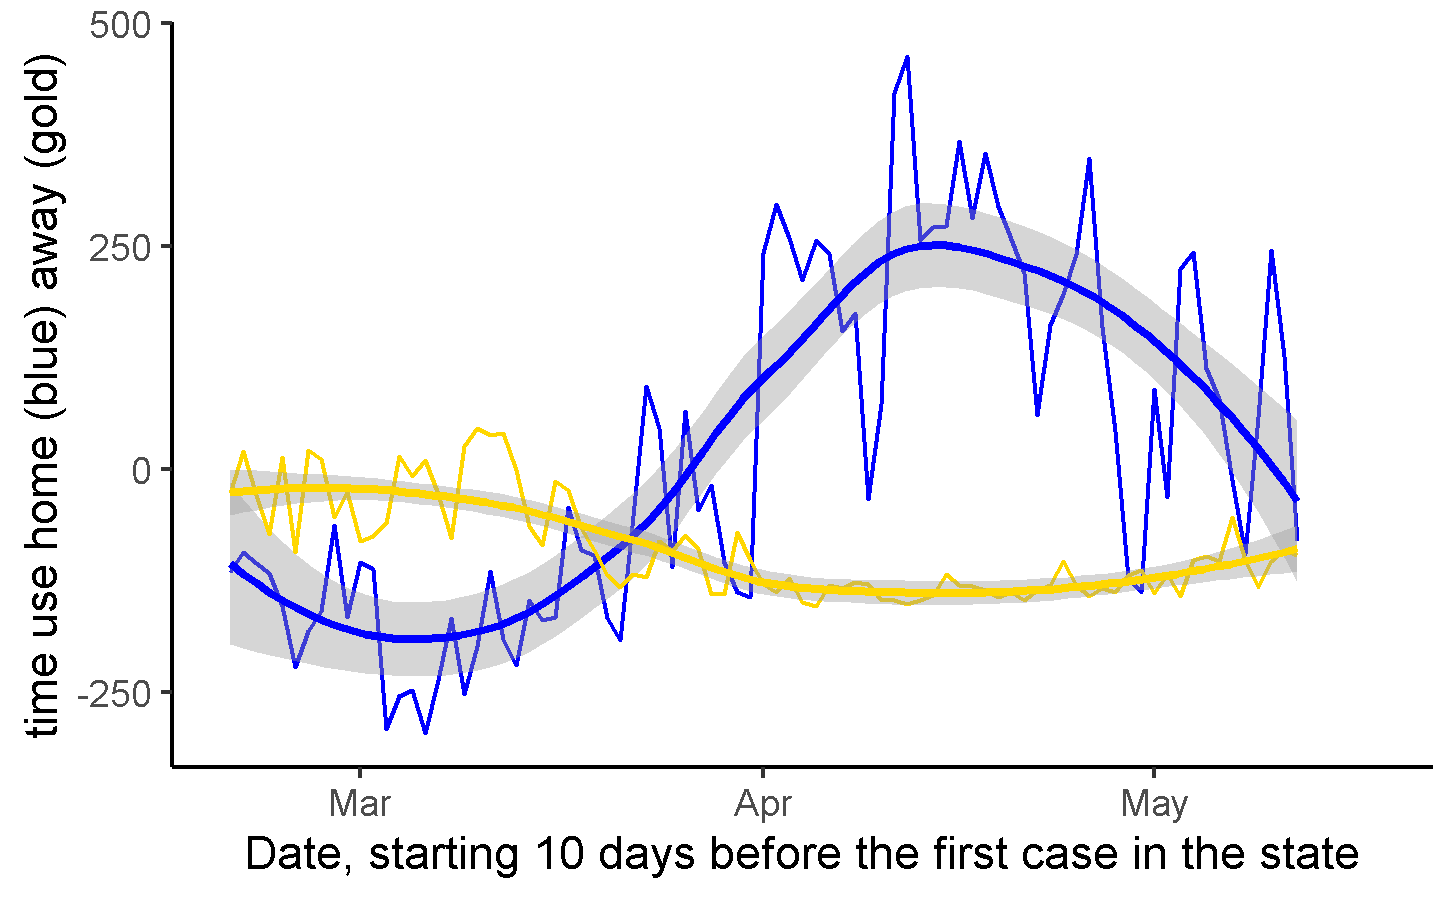 500
250
0
-250
time use home (blue) away (gold)
Mar Apr May
Date, starting 10 days before the first case in the state